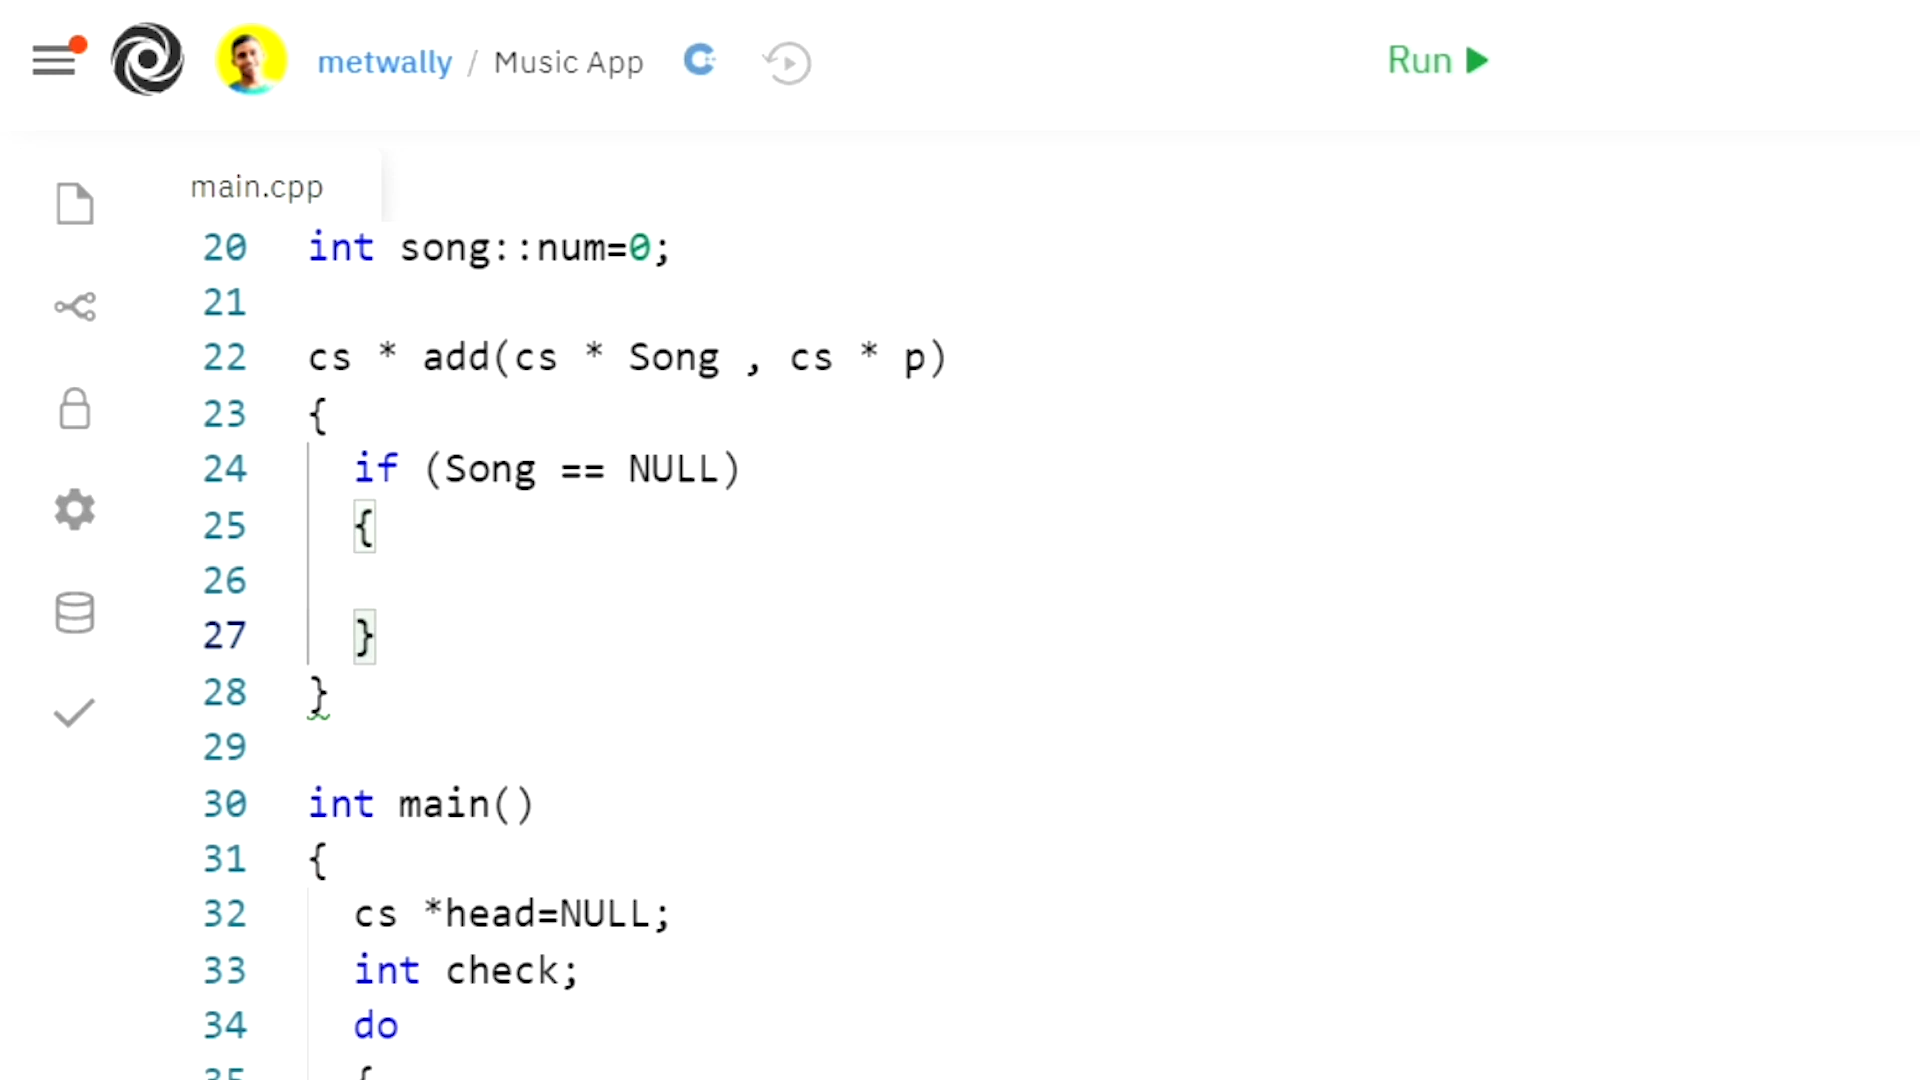 metwally / Music App
Run
main.cpp
20 int song::num=0;
21
22 cs * add(cs * Song , cs * p)
23 {
24 if (Song == NULL)
25 {
26
27 }
28 }
29
30 int main()
31 {
32 cs *head=NULL;
33 int check;
34 do
35 {